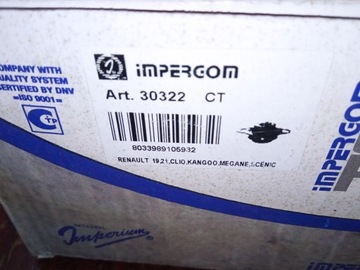 COMPANY WITH
QUALITY SYSTEM
CERTIFIED BY DNV
=ISO 9001=
CTP
iMPERGOM
Art. 30322 CT
8033989105932
RENAULT 19,21,CLIO,KANGOO,MEGANE,SCENIC
iMPERGOM
Imperium